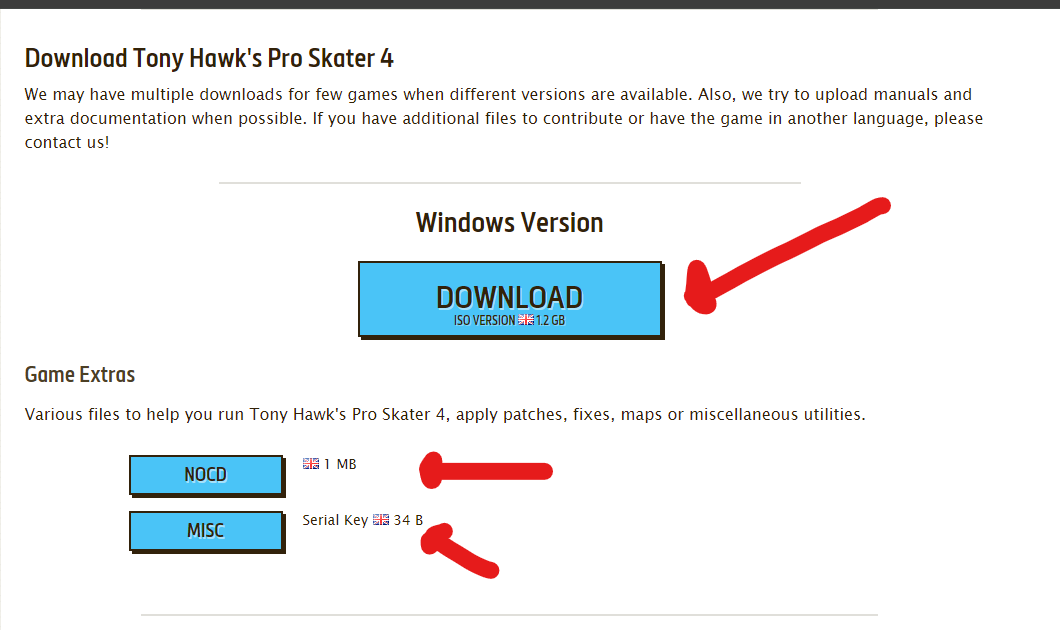 Download Tony Hawk's Pro Skater 4
We may have multiple downloads for few games when different versions are available. Also, we try to upload manuals and
extra documentation when possible. If you have additional files to contribute or have the game in another language, please
contact us!
Windows Version
DOWNLOAD
ISO VERSION 1.2 GB
Game Extras
Various files to help you run Tony Hawk's Pro Skater 4, apply patches, fixes, maps or miscellaneous utilities.
NOCD 1 MB
MISC Serial Key 34 B